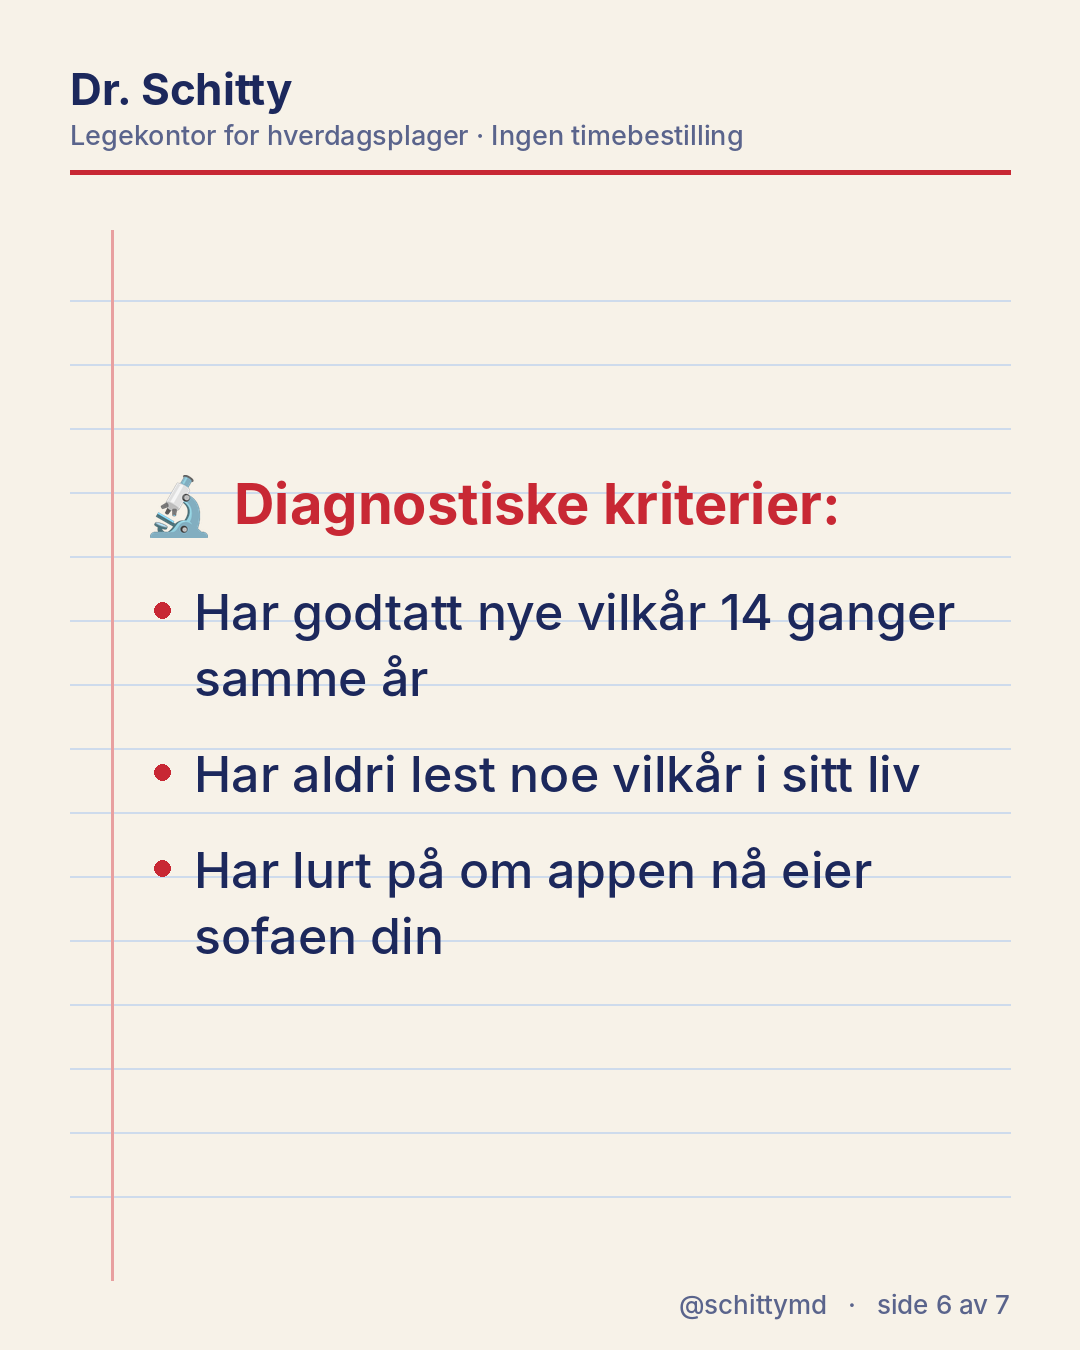 Dr. Schitty
Legekontor for hverdagsplager · Ingen timebestilling
🔬 Diagnostiske kriterier:
• Har godtatt nye vilkår 14 ganger
samme år
• Har aldri lest noe vilkår i sitt liv
• Har lurt på om appen nå eier
sofaen din
@schittymd · side 6 av 7